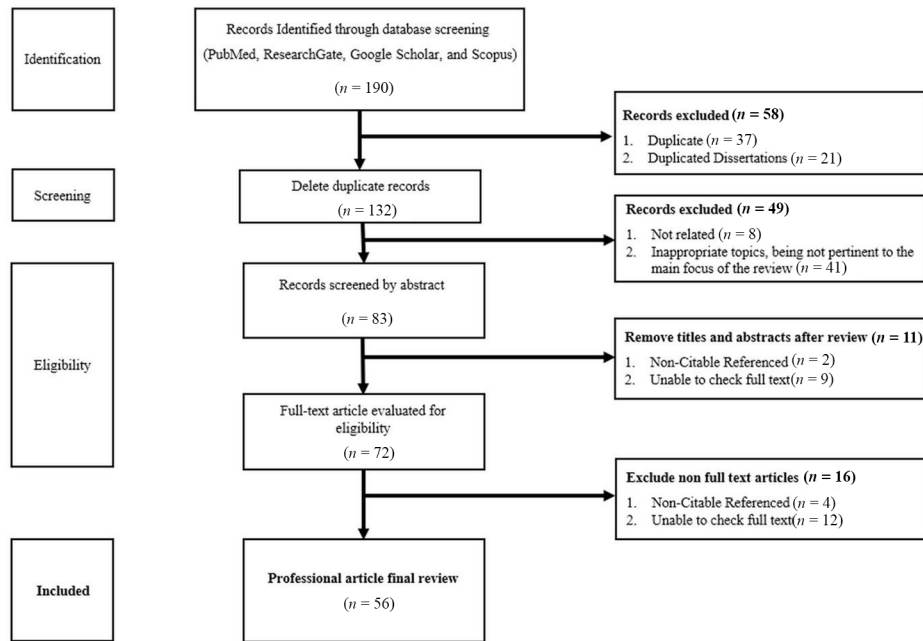 Identification
Records Identified through database screening
(PubMed, ResearchGate, Google Scholar, and Scopus)
(n = 190)
Records excluded (n = 58)
1. Duplicate (n = 37)
2. Duplicated Dissertations (n = 21)
Screening
Delete duplicate records
(n = 132)
Records excluded (n = 49)
1. Not related (n = 8)
2. Inappropriate topics, being not pertinent to the
main focus of the review (n = 41)
Eligibility
Records screened by abstract
(n = 83)
Remove titles and abstracts after review (n = 11)
1. Non-Citable Referenced (n = 2)
2. Unable to check full text(n = 9)
Full-text article evaluated for
eligibility
(n = 72)
Exclude non full text articles (n = 16)
1. Non-Citable Referenced (n = 4)
2. Unable to check full text(n = 12)
Included
Professional article final review
(n = 56)